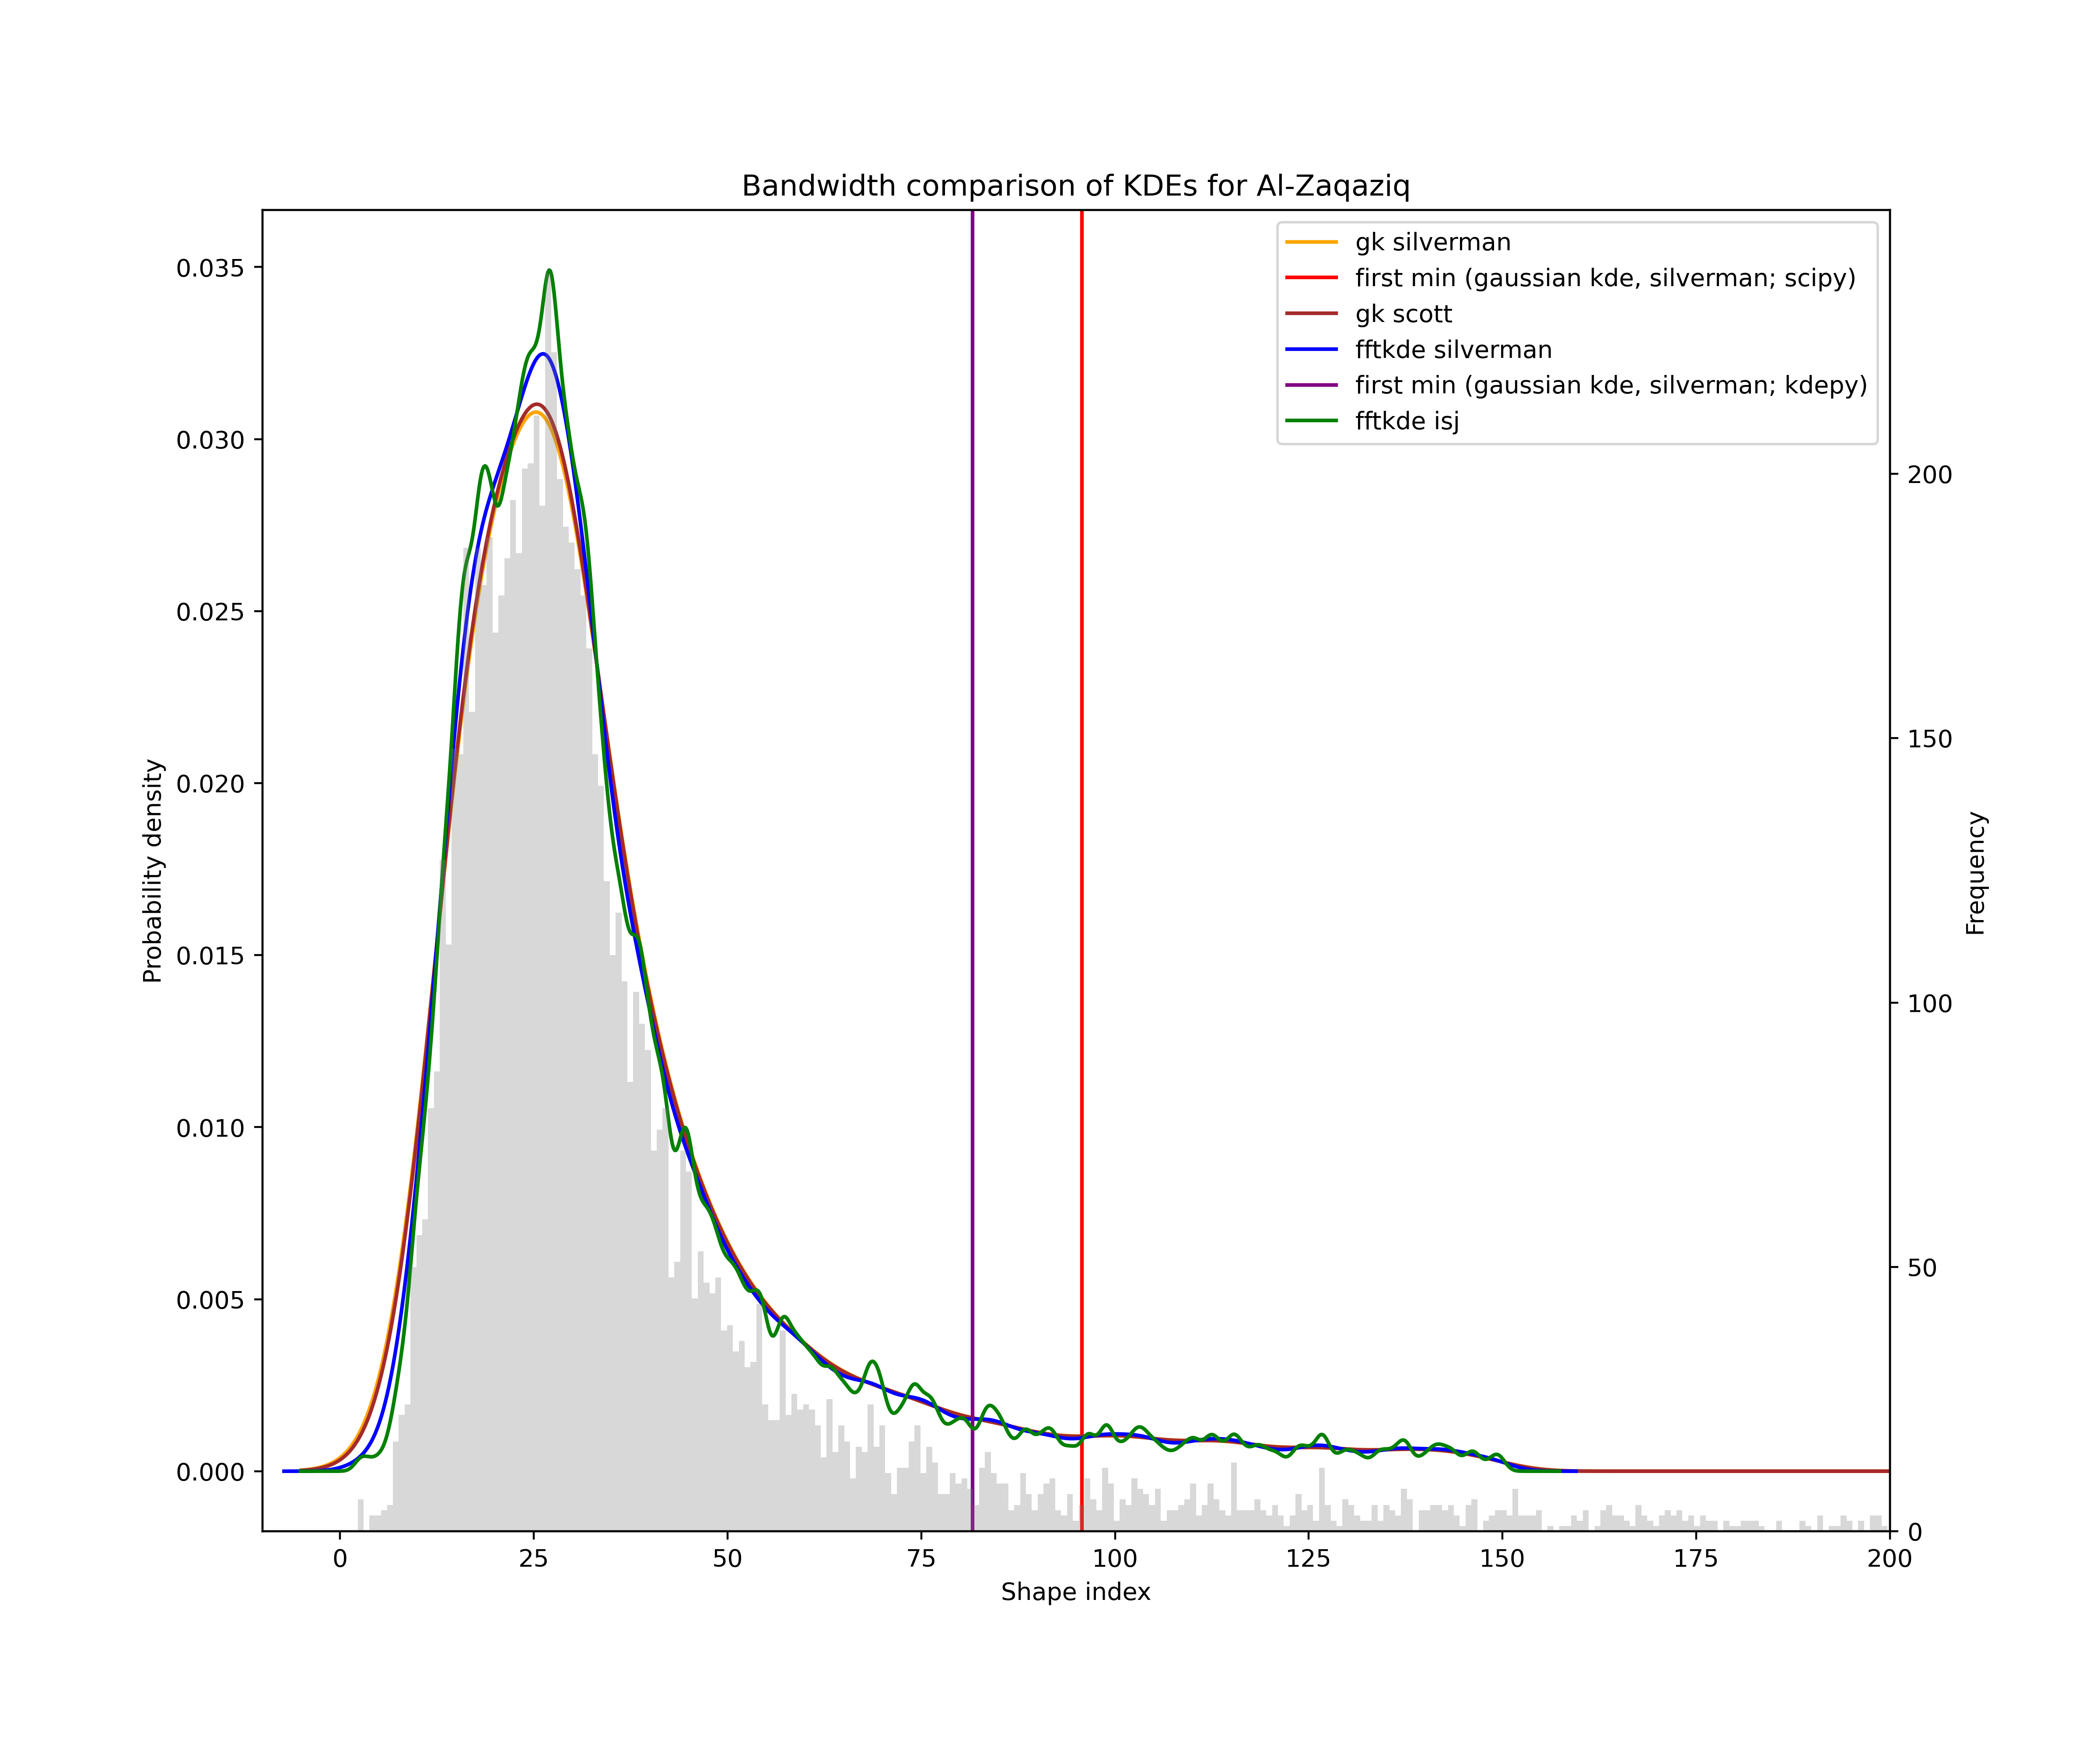 Bandwidth comparison of KDEs for Al-Zaqaziq
gk silverman
first min (gaussian kde, silverman; scipy)
gk scott
fftkde silverman
first min (gaussian kde, silverman; kdepy)
fftkde isj
0.035
0.030
0.025
0.020
0.015
0.010
0.005
0.000
Probability density
200
150
100
50
0
Frequency
0 25 50 75 100 125 150 175 200
Shape index